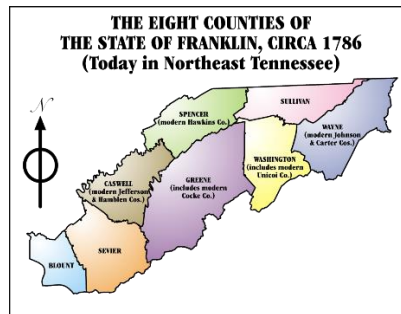 THE EIGHT COUNTIES OF
THE STATE OF FRANKLIN, CIRCA 1786
(Today in Northeast Tennessee)
N
SPENCER
(modern Hawkins Co.)
SULLIVAN
WAYNE
(modern Johnson
& Carter Cos.)
WASHINGTON
(includes modern
Unicoi Co.)
CASWELL
(modern Jefferson
& Hamblen Cos.)
GREENE
(includes modern
Cocke Co.)
SEVIER
BLOUNT